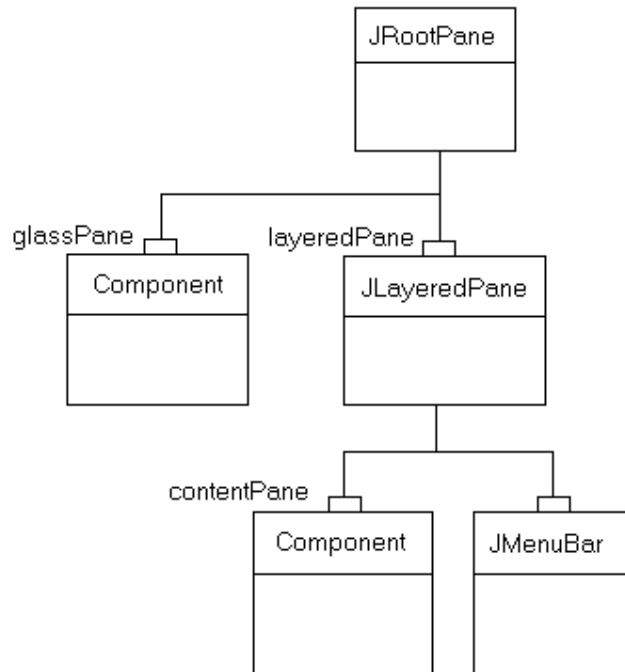 JRootPane
glassPane
layeredPane
Component
JLayeredPane
contentPane
Component
JMenuBar